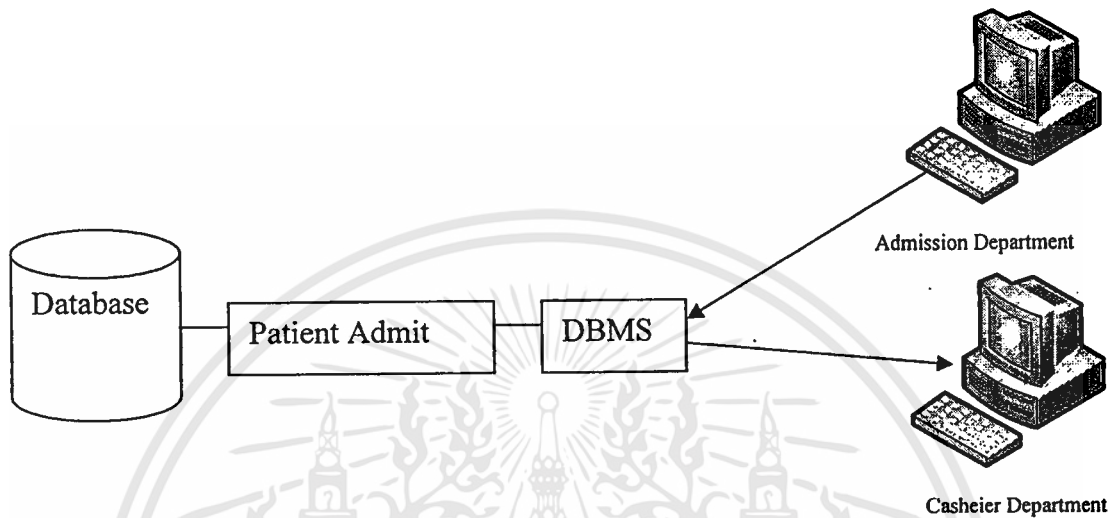 Admission Department
Database
Patient Admit
DBMS
Casheier Department